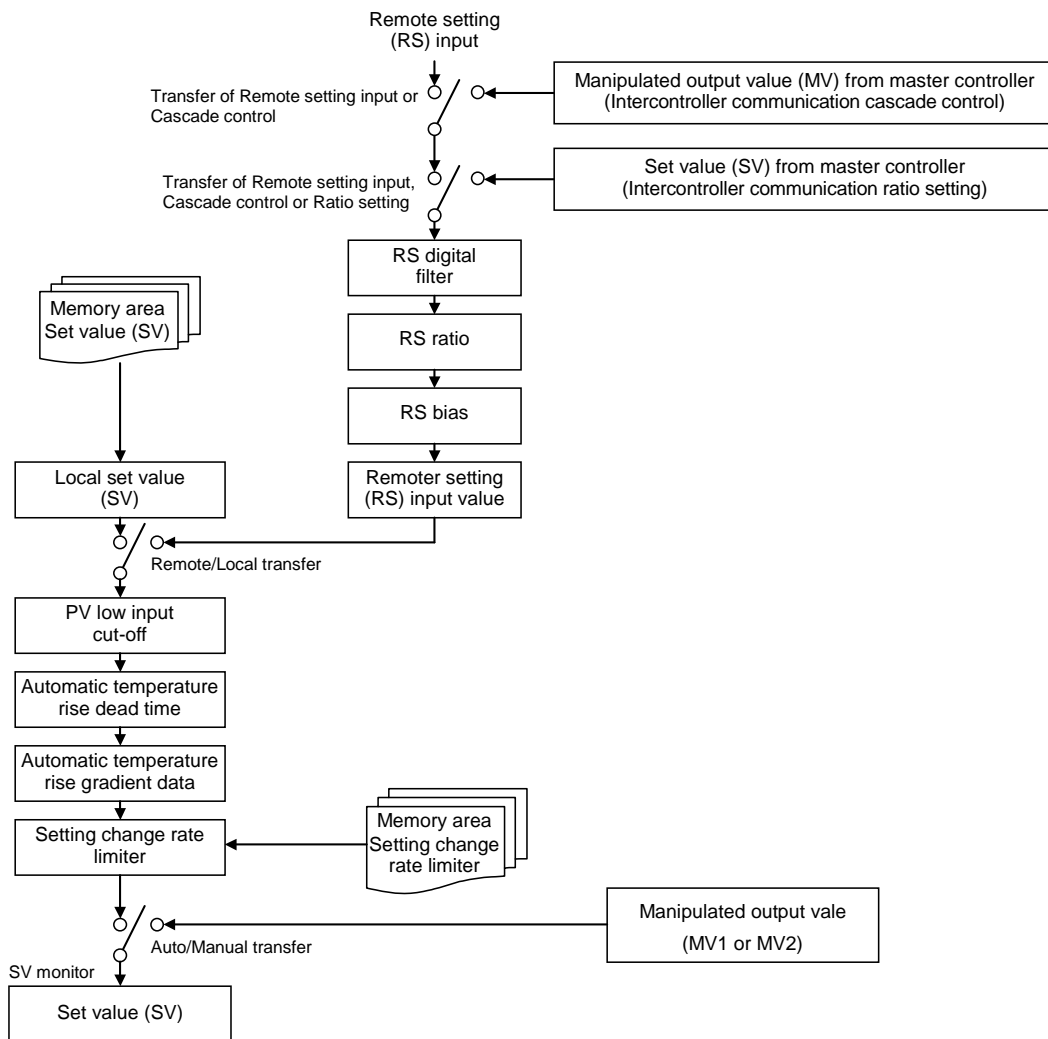 Remote setting
(RS) input
Transfer of Remote setting input or
Cascade control
Manipulated output value (MV) from master controller
(Intercontroller communication cascade control)
Transfer of Remote setting input,
Cascade control or Ratio setting
Set value (SV) from master controller
(Intercontroller communication ratio setting)
RS digital
filter
Memory area
Set value (SV)
RS ratio
RS bias
Local set value
(SV)
Remoter setting
(RS) input value
Remote/Local transfer
PV low input
cut-off
Automatic temperature
rise dead time
Automatic temperature
rise gradient data
Setting change rate
limiter
Memory area
Setting change
rate limiter
Auto/Manual transfer
Manipulated output vale
(MV1 or MV2)
SV monitor
Set value (SV)